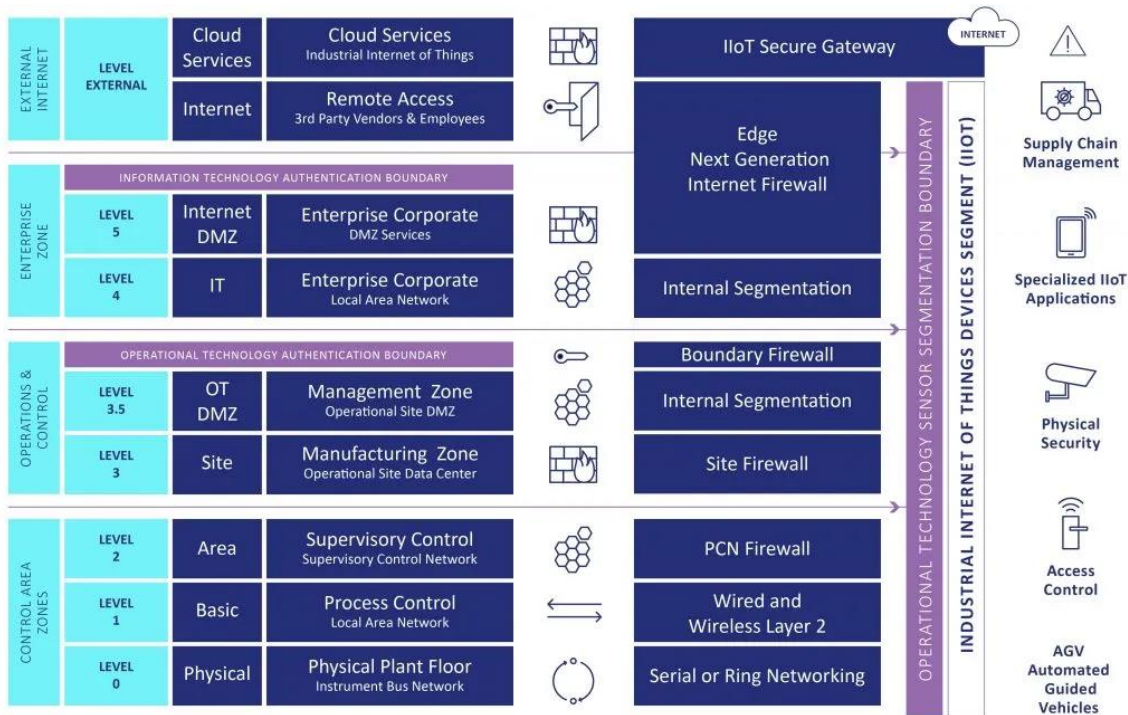 EXTERNAL
INTERNET
LEVEL
EXTERNAL
Cloud
Services
Cloud Services
Industrial Internet of Things
IIoT Secure Gateway
INTERNET
Internet
Remote Access
3rd Party Vendors & Employees
Edge
Next Generation
Internet Firewall
ENTERPRISE
ZONE
INFORMATION TECHNOLOGY AUTHENTICATION BOUNDARY
LEVEL
5
Internet
DMZ
Enterprise Corporate
DMZ Services
LEVEL
4
IT
Enterprise Corporate
Local Area Network
Internal Segmentation
OPERATIONS &
CONTROL
OPERATIONAL TECHNOLOGY AUTHENTICATION BOUNDARY
Boundary Firewall
LEVEL
3.5
OT
DMZ
Management Zone
Operational Site DMZ
Internal Segmentation
LEVEL
3
Site
Manufacturing Zone
Operational Site Data Center
Site Firewall
CONTROL AREA
ZONES
LEVEL
2
Area
Supervisory Control
Supervisory Control Network
PCN Firewall
LEVEL
1
Basic
Process Control
Local Area Network
Wired and
Wireless Layer 2
LEVEL
0
Physical
Physical Plant Floor
Instrument Bus Network
Serial or Ring Networking
OPERATIONAL TECHNOLOGY SENSOR SEGMENTATION BOUNDARY
INDUSTRIAL INTERNET OF THINGS DEVICES SEGMENT (IIOT)
Supply Chain
Management
Specialized IIoT
Applications
Physical
Security
Access
Control
AGV
Automated
Guided
Vehicles